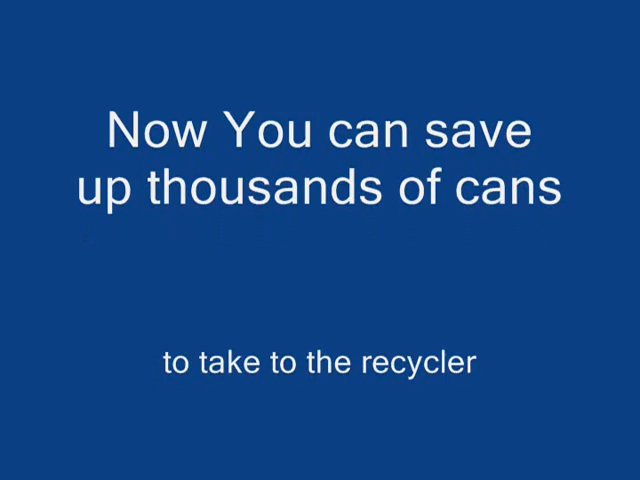 Now You can save
up thousands of cans
to take to the recycler